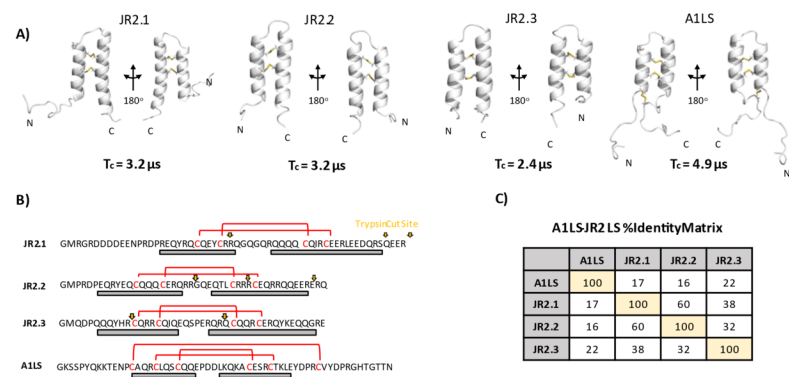 JR2.1
JR2.2
JR2.3
A1LS
A)
180°
180°
180°
180°
N
C
C
N
N
C
C
N
N
C
C
N
N
C
C
N
Tc = 3.2 µs
Tc = 3.2 µs
Tc = 2.4 µs
Tc = 4.9 µs
B)
Trypsin Cut Site
JR2.1 GMRGRDDDDEENPRDPREQYRQCQEYCRRQGQGQRQQQQCQIRCEERLEEDQRSQEER
JR2.2 GMPRDPEQRYEQCQQQCERQRRGQEQTLCRRRCEQRRQQEERERQ
JR2.3 GMQDPQQQYHRCQRRCQIQEQSPERQRQCQQRCERQYKEQQGRE
A1LS GKSSPYQKKTENPCAQRCLQSCQQEPDDLKQKACESRCTKLEYDPRCVYDPRGHTGTTN
C)
A1LS-JR2 LS %Identity Matrix
A1LS JR2.1 JR2.2 JR2.3
A1LS 100 17 16 22
JR2.1 17 100 60 38
JR2.2 16 60 100 32
JR2.3 22 38 32 100